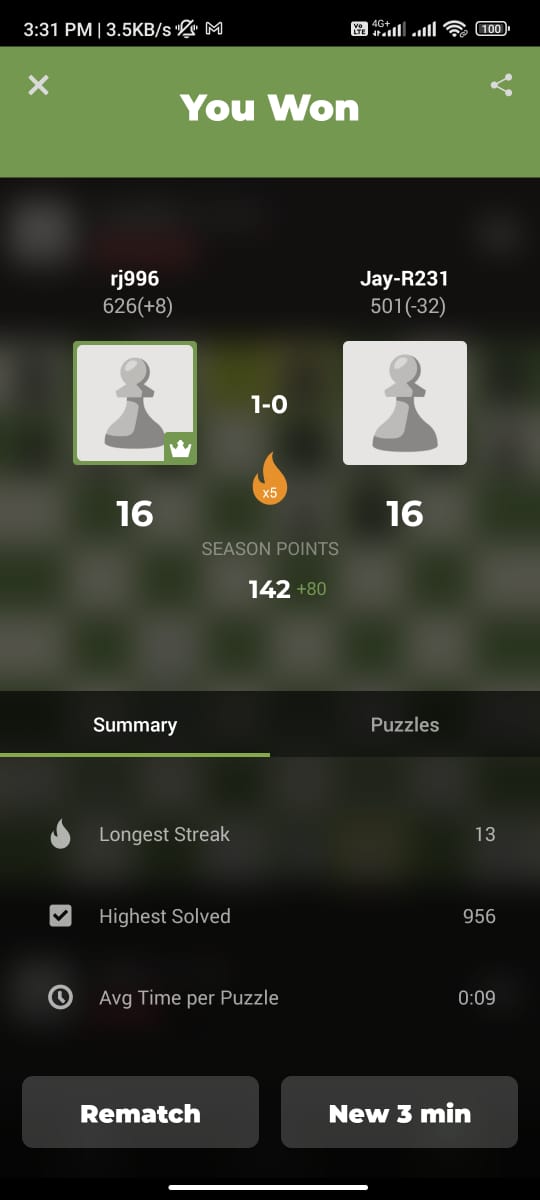 3:31 PM | 3.5KB/s
Vo LTE 4G+ 100
You Won
rj996
Jay-R231
626(+8)
501(-32)
1-0
x5
16
16
SEASON POINTS
142 +80
Summary
Puzzles
Longest Streak
13
Highest Solved
956
Avg Time per Puzzle
0:09
Rematch
New 3 min